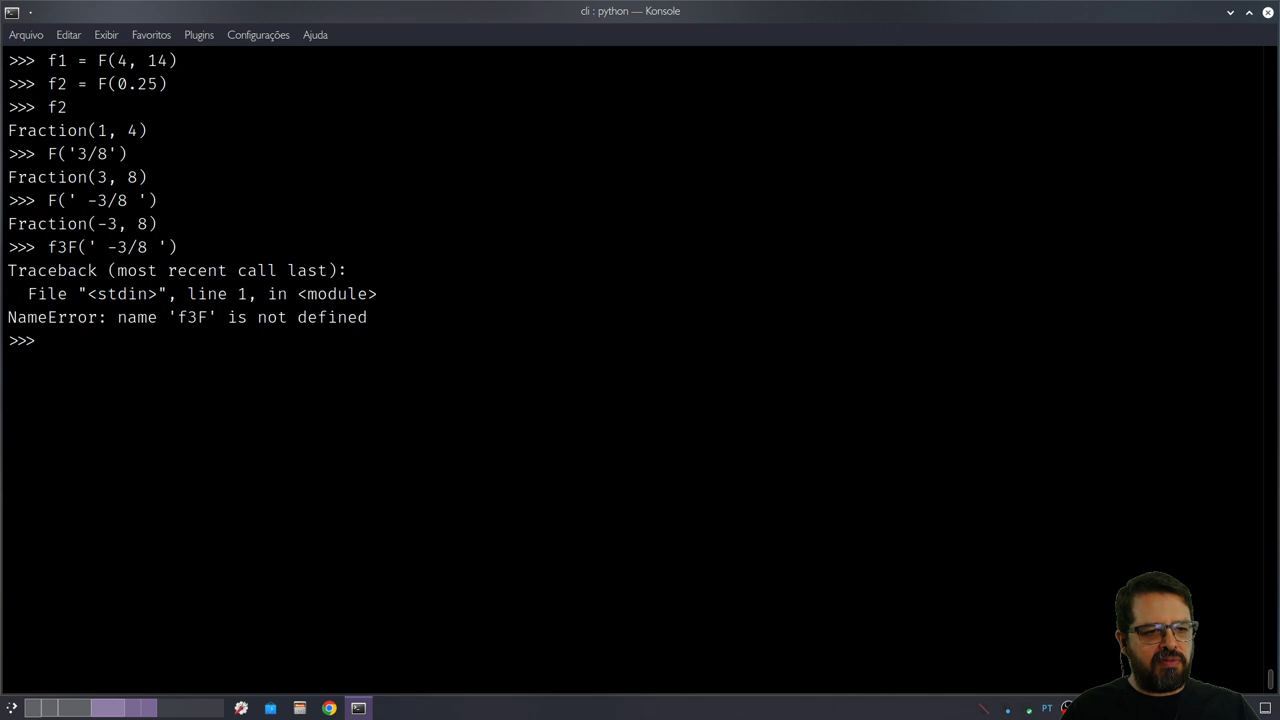 cli : python — Konsole
Arquivo Editar Exibir Favoritos Plugins Configurações Ajuda
>>> f1 = F(4, 14)
>>> f2 = F(0.25)
>>> f2
Fraction(1, 4)
>>> F('3/8')
Fraction(3, 8)
>>> F(' -3/8 ')
Fraction(-3, 8)
>>> f3F(' -3/8 ')
Traceback (most recent call last):
  File "<stdin>", line 1, in <module>
NameError: name 'f3F' is not defined
>>>
PT